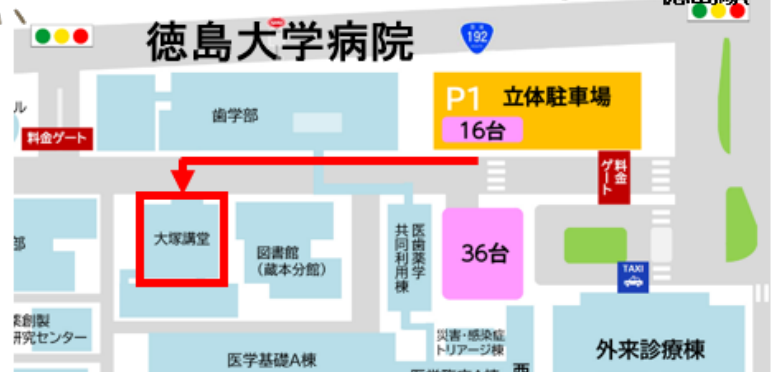 徳島大学病院
192
ル
歯学部
P1 立体駐車場
16台
料金ゲート
料金
ゲート
部
大塚講堂
図書館
(蔵本分館)
医歯薬学
共同利用棟
36台
TAXI
薬創製
研究センター
災害・感染症
トリアージ棟
西
外来診療棟
医学基礎A棟